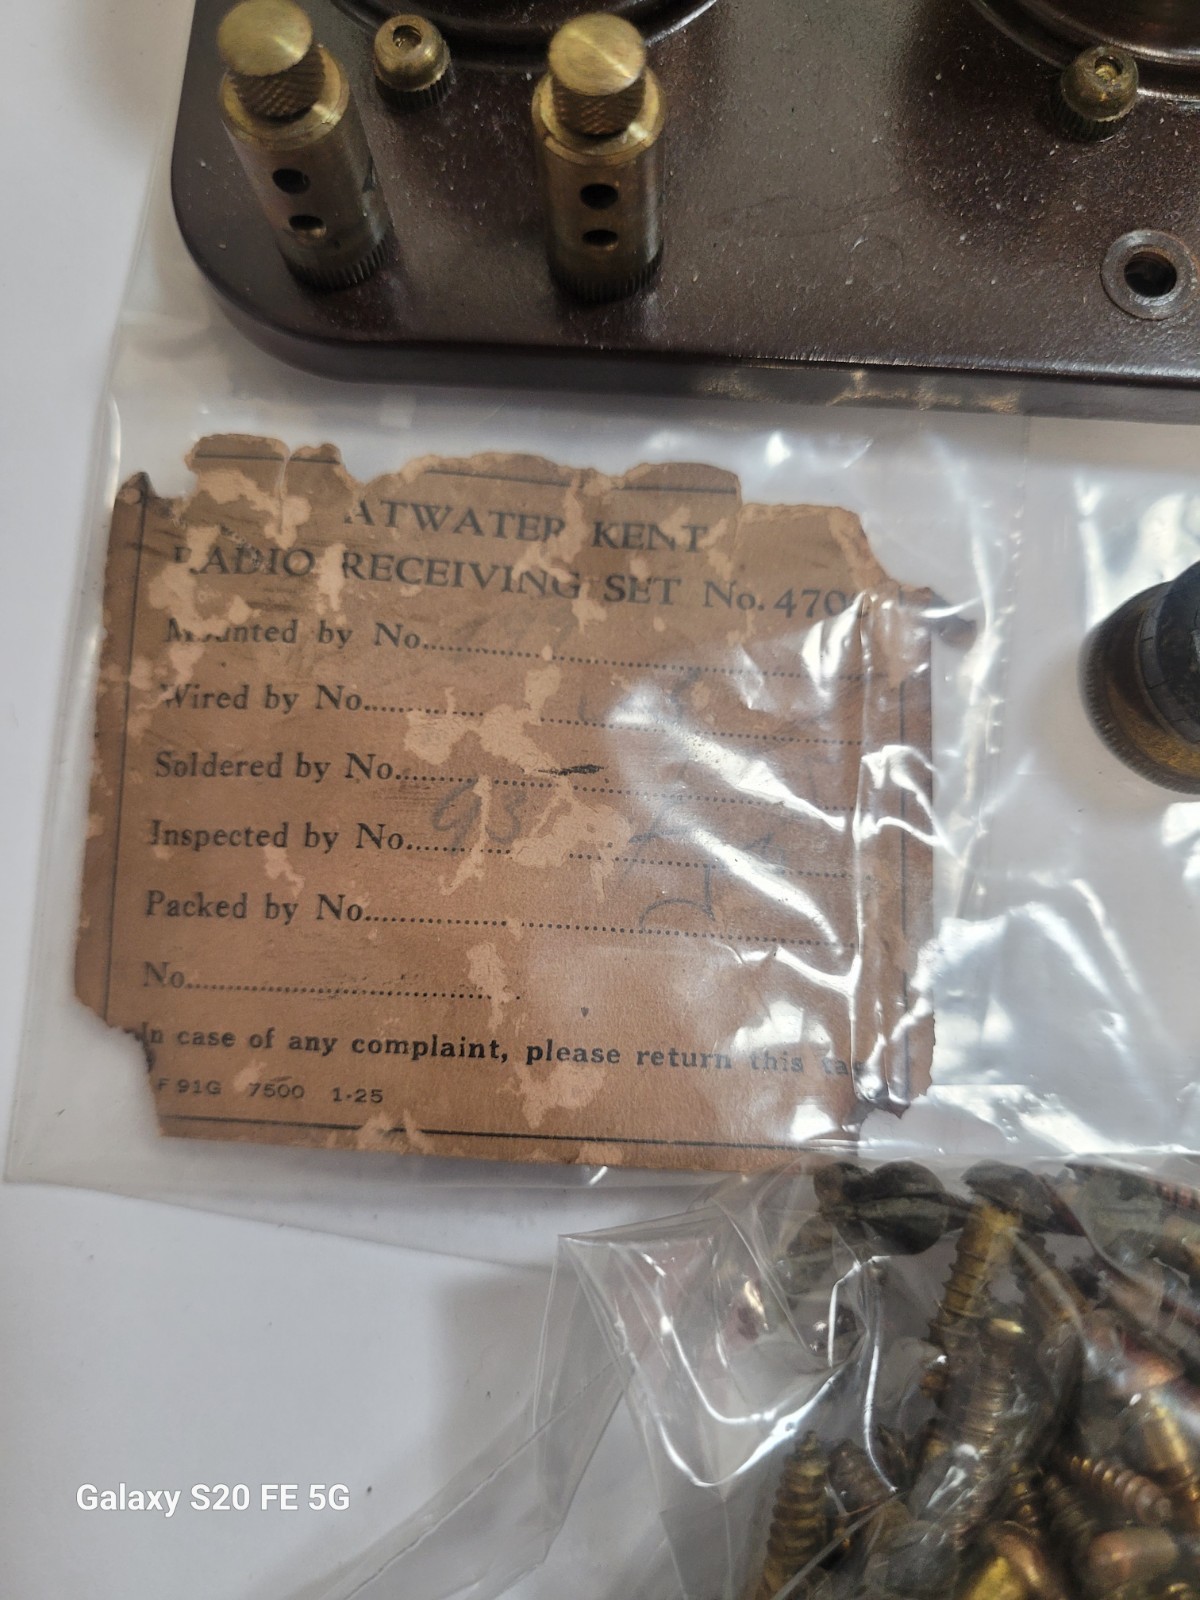 ATWATER KENT
RADIO RECEIVING SET No. 470
Mounted by No.
Wired by No.
Soldered by No.
Inspected by No. 93
Packed by No.
No.
In case of any complaint, please return this tag
F 91G 7500 1-25
Galaxy S20 FE 5G